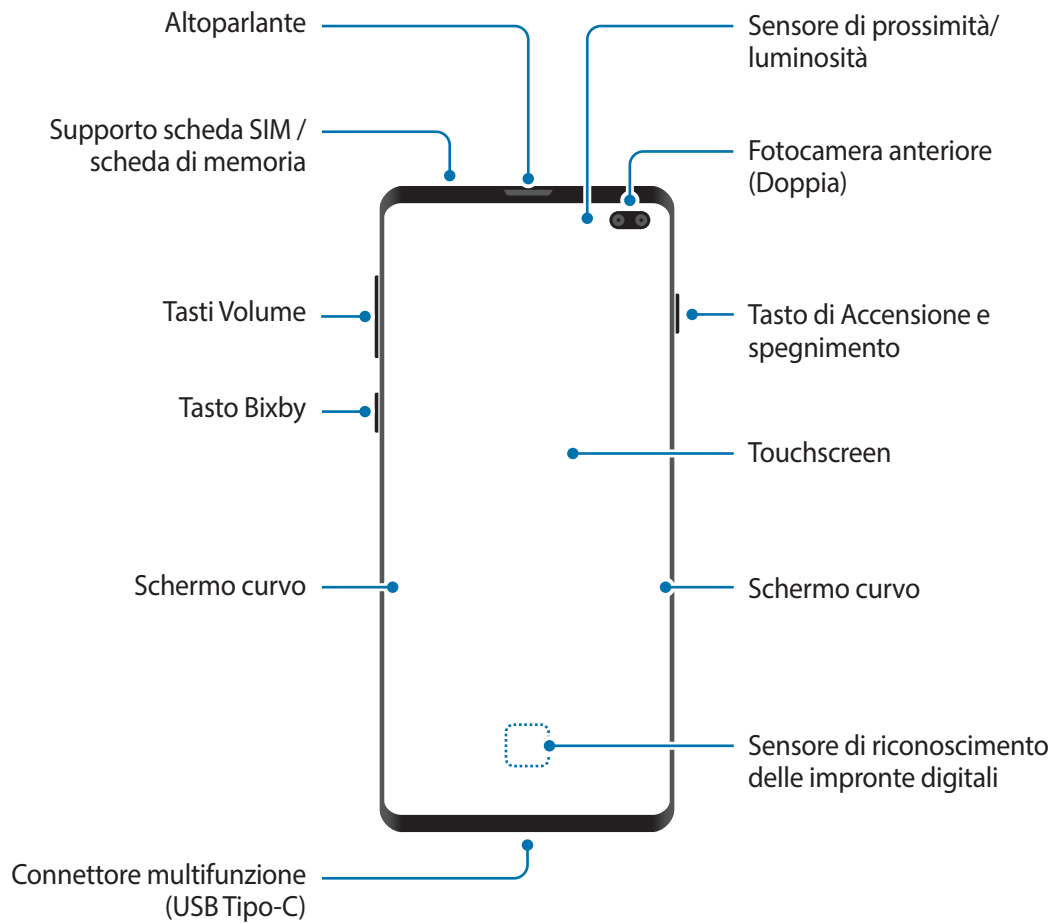 Altoparlante
Supporto scheda SIM /
scheda di memoria
Tasti Volume
Tasto Bixby
Schermo curvo
Connettore multifunzione
(USB Tipo-C)
Sensore di prossimità/
luminosità
Fotocamera anteriore
(Doppia)
Tasto di Accensione e
spegnimento
Touchscreen
Schermo curvo
Sensore di riconoscimento
delle impronte digitali